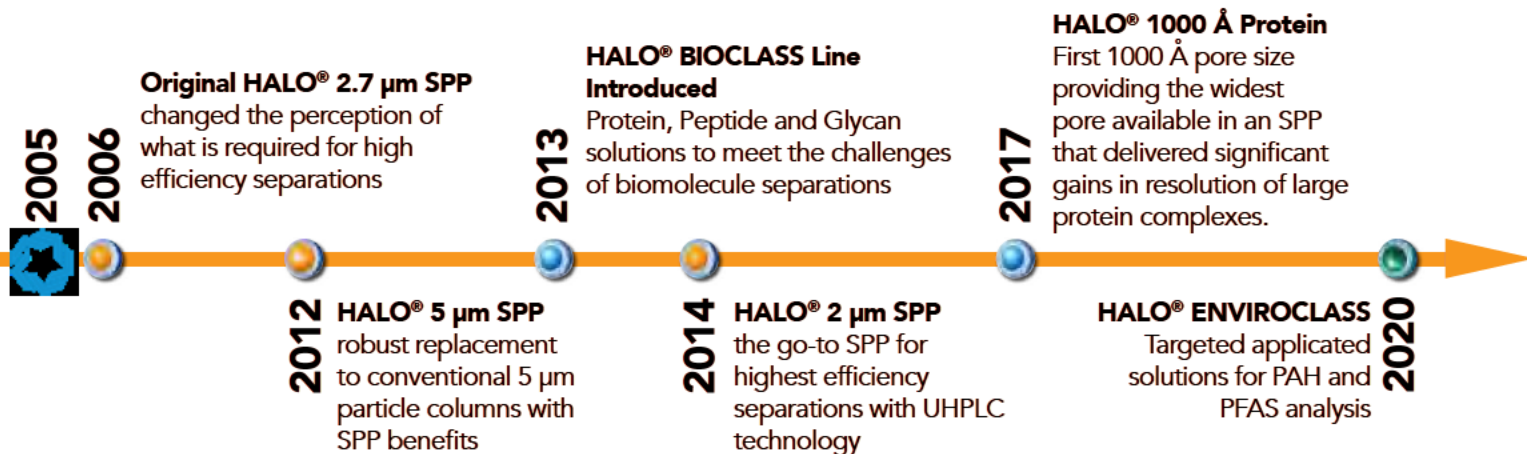 2005
2006
Original HALO® 2.7 µm SPP
changed the perception of
what is required for high
efficiency separations
2012
HALO® 5 µm SPP
robust replacement
to conventional 5 µm
particle columns with
SPP benefits
2013
HALO® BIOCLASS Line
Introduced
Protein, Peptide and Glycan
solutions to meet the challenges
of biomolecule separations
2014
HALO® 2 µm SPP
the go-to SPP for
highest efficiency
separations with UHPLC
technology
2017
HALO® 1000 Å Protein
First 1000 Å pore size
providing the widest
pore available in an SPP
that delivered significant
gains in resolution of large
protein complexes.
2020
HALO® ENVIROCLASS
Targeted applicated
solutions for PAH and
PFAS analysis